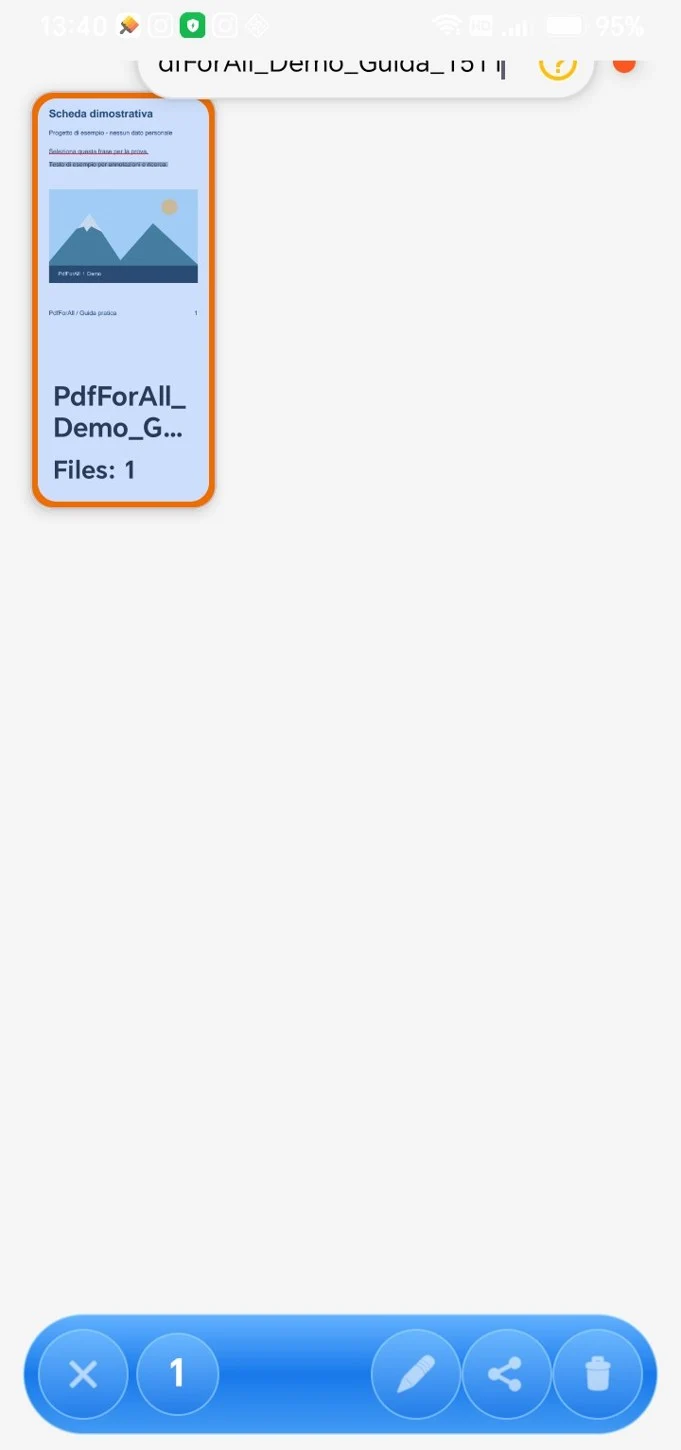 13:40
HD
95%
dfForAll_Demo_Guida_1511
Scheda dimostrativa
Progetto di esempio - nessun dato personale
Seleziona questa frase per la prova.
Testo di esempio per annotazioni e ricerca.
PdfForAll
Demo
PdfForAll / Guida pratica 1
PdfForAll_
Demo_G...
Files: 1
1